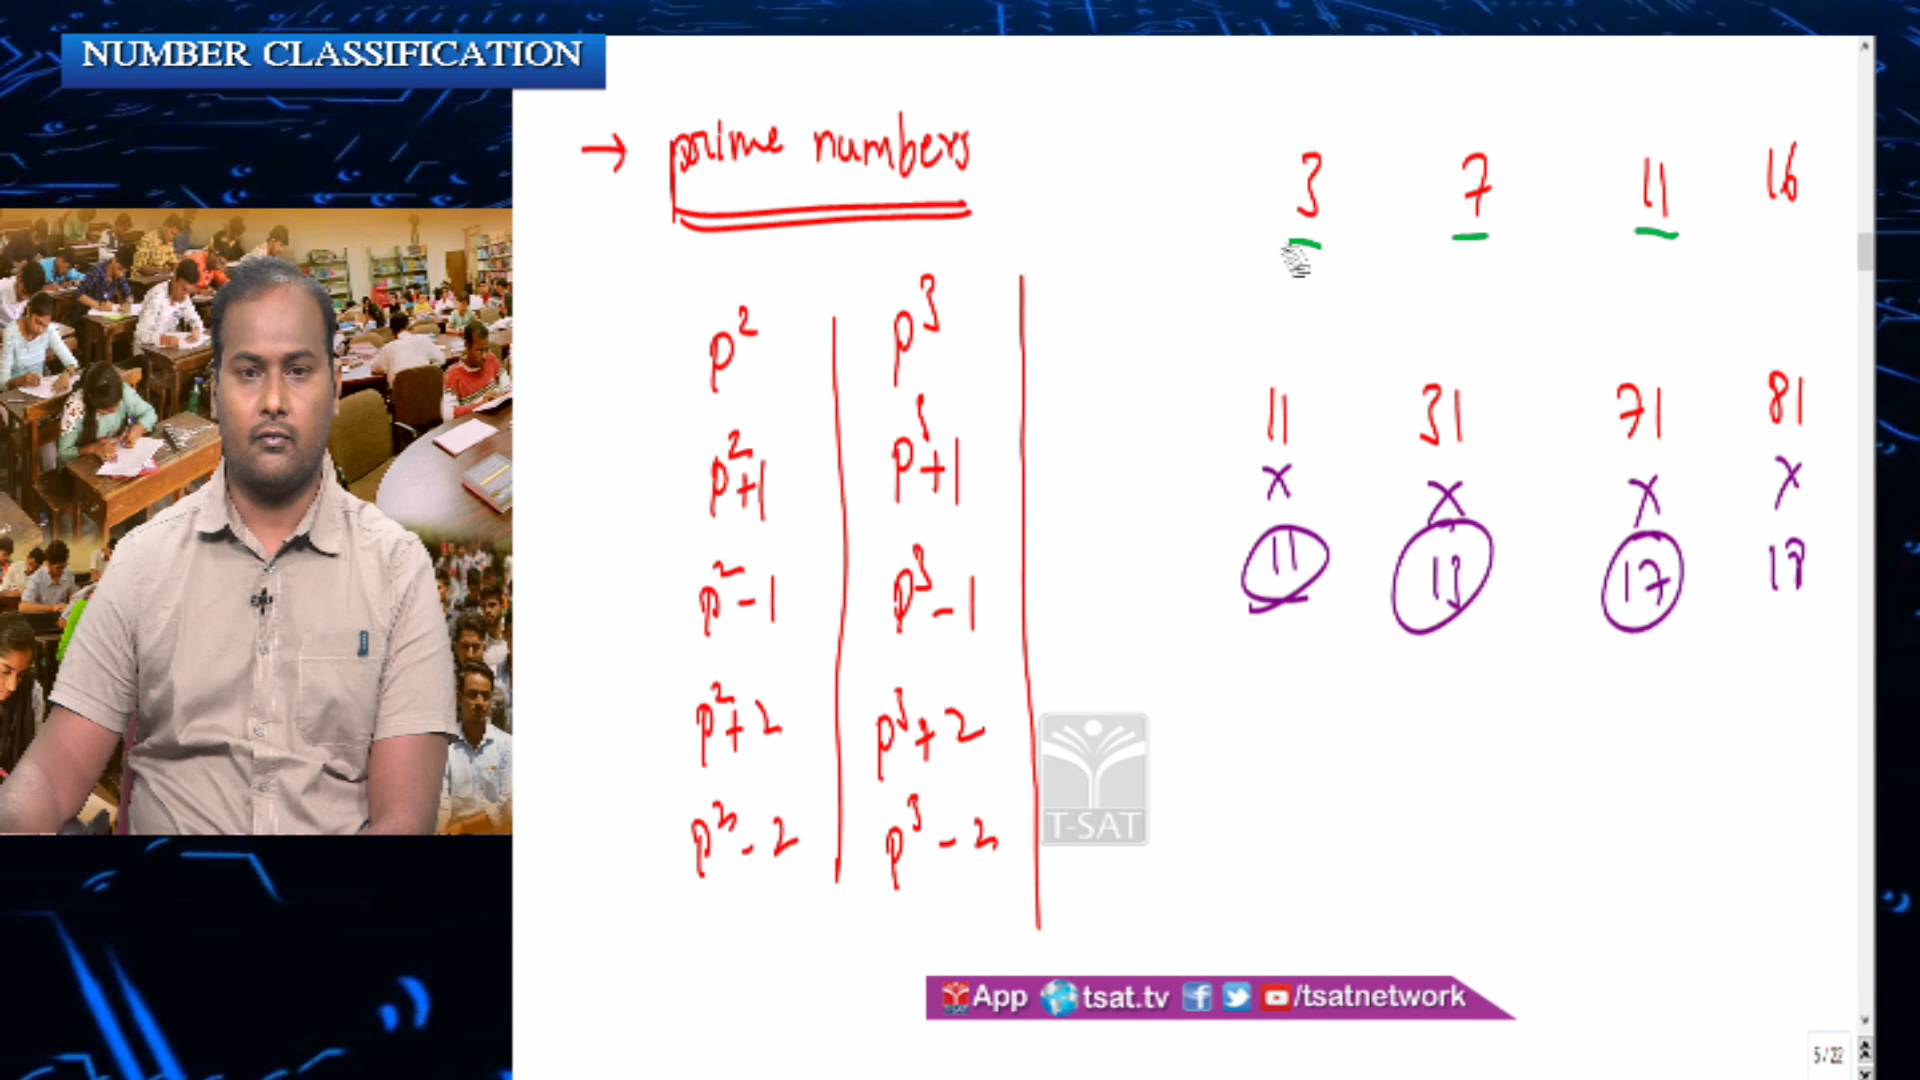 NUMBER CLASSIFICATION
→ prime numbers
3 7 11 16
p² | p³
p²+1 | p³+1
p²-1 | p³-1
p²+2 | p³+2
p²-2 | p³-2
11 31 71 81
x x x x
11 13 17
T-SAT
App tsat.tv /tsatnetwork
5/22